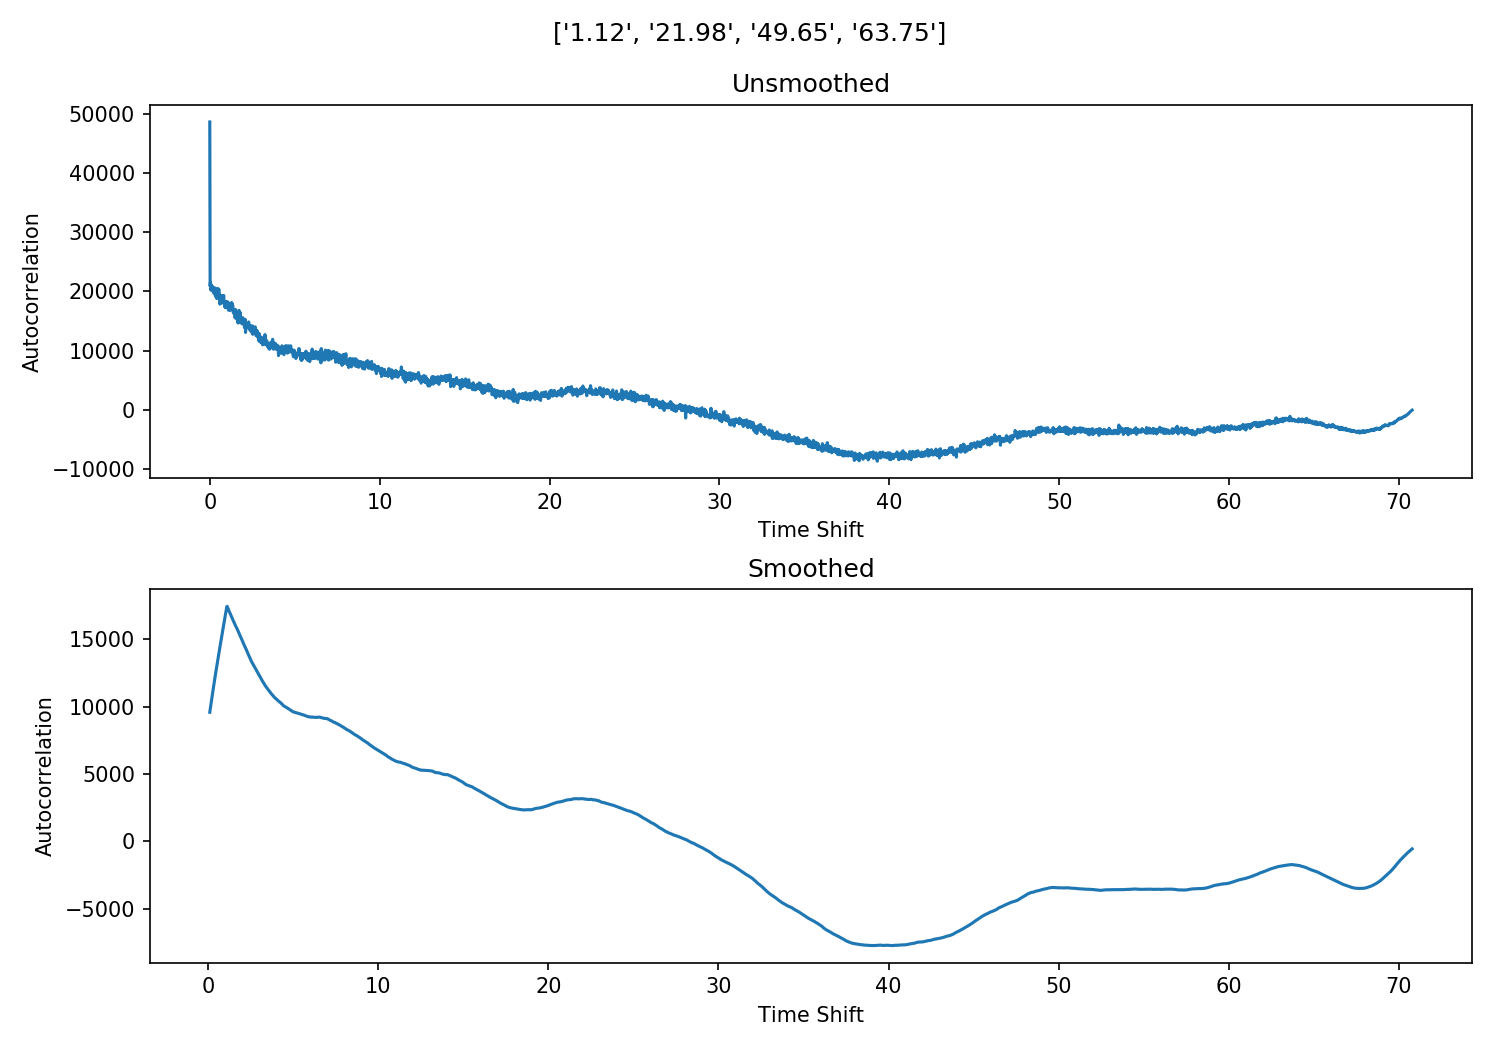 ['1.12', '21.98', '49.65', '63.75']
Unsmoothed
50000
40000
30000
20000
10000
0
−10000
Autocorrelation
0 10 20 30 40 50 60 70
Time Shift
Smoothed
15000
10000
5000
0
−5000
Autocorrelation
0 10 20 30 40 50 60 70
Time Shift